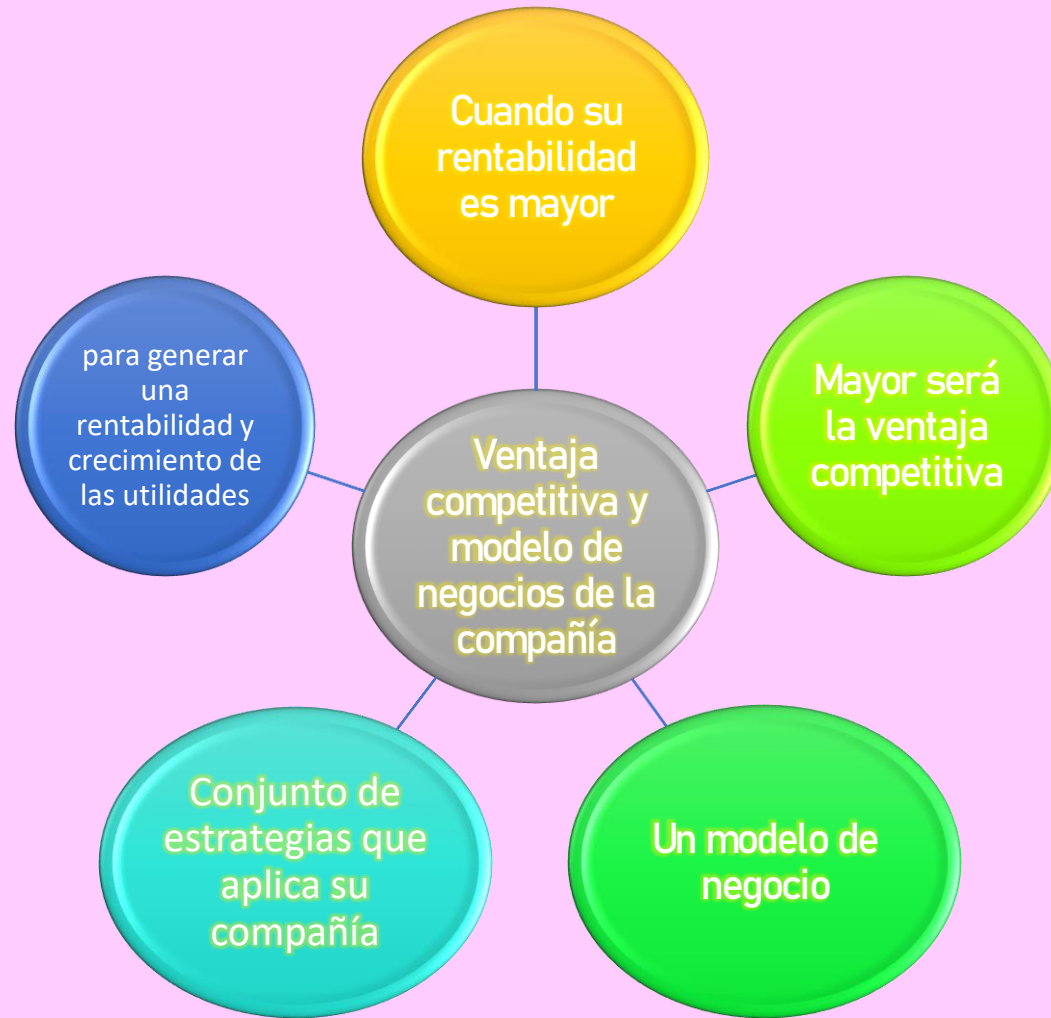 Cuando su
rentabilidad
es mayor
Mayor será
la ventaja
competitiva
Un modelo de
negocio
Conjunto de
estrategias que
aplica su
compañía
para generar
una
rentabilidad y
crecimiento de
las utilidades
Ventaja
competitiva y
modelo de
negocios de la
compañía